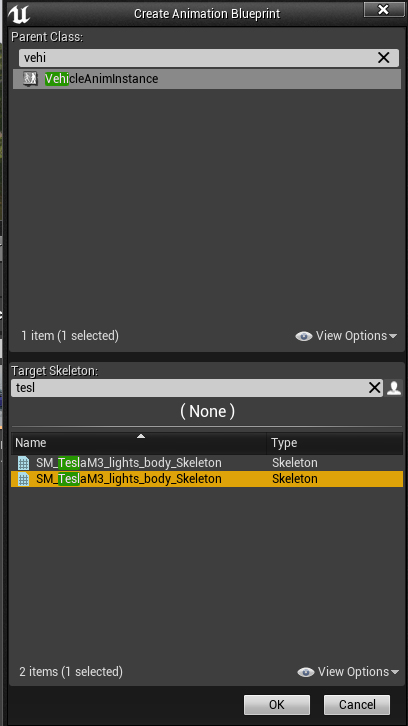 Create Animation Blueprint
Parent Class:
vehi
VehicleAnimInstance
1 item (1 selected)
View Options
Target Skeleton:
tesl
( None )
Name Type
SM_TeslaM3_lights_body_Skeleton Skeleton
SM_TeslaM3_lights_body_Skeleton Skeleton
2 items (1 selected)
View Options
OK Cancel